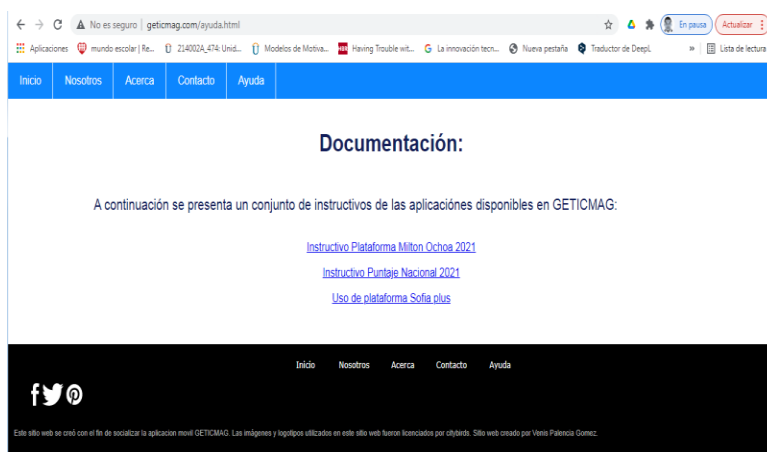 No es seguro | geticmag.com/ayuda.html
En pausa
Actualizar
Aplicaciones
mundo escolar | Re...
214002A_474: Unid...
Modelos de Motiva...
Having Trouble wit...
La innovación tecn...
Nueva pestaña
Traductor de DeepL
»
Lista de lectura
Inicio Nosotros Acerca Contacto Ayuda
Documentación:
A continuación se presenta un conjunto de instructivos de las aplicaciónes disponibles en GETICMAG:
Instructivo Plataforma Milton Ochoa 2021
Instructivo Puntaje Nacional 2021
Uso de plataforma Sofia plus
Inicio Nosotros Acerca Contacto Ayuda
Este sitio web se creó con el fin de socializar la aplicacion movil GETICMAG. Las imágenes y logotipos utilizados en este sitio web fueron licenciados por citybirds. Sitio web creado por Venis Palencia Gomez.